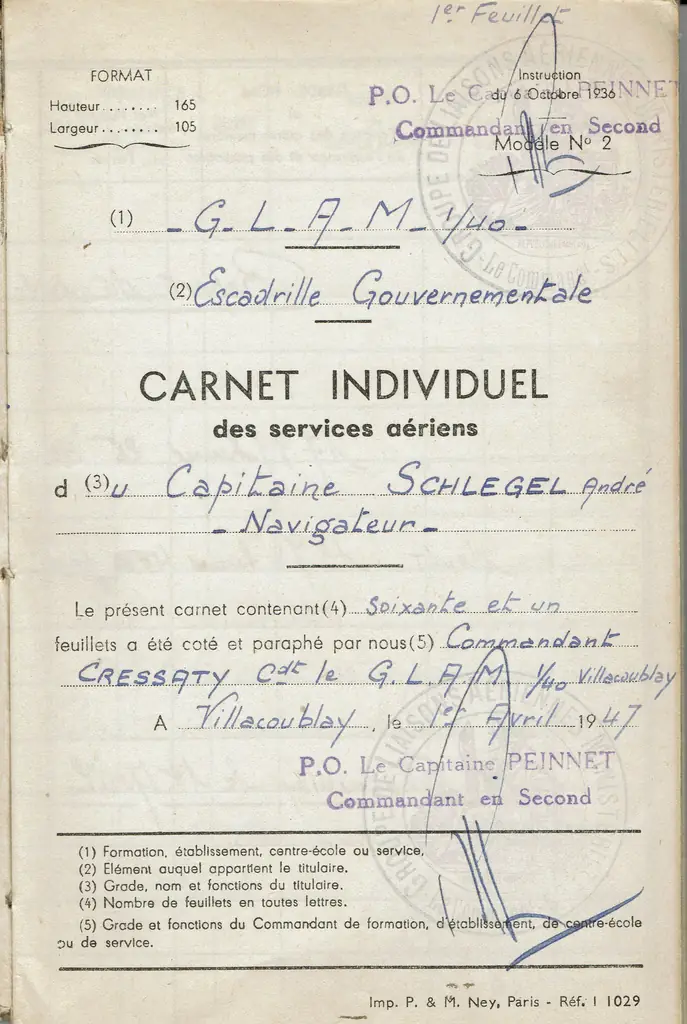 1er Feuillet
FORMAT
Hauteur........ 165
Largeur........ 105
Instruction
du 6 Octobre 1936
Modèle No 2
P.O. Le PEINNET
Commandant en Second
(1) - G. L. A. M. 1/40 -
(2) Escadrille Gouvernementale
CARNET INDIVIDUEL
des services aériens
d (3)u Capitaine SCHLEGEL André
- Navigateur -
Le présent carnet contenant(4) Soixante et un
feuillets a été coté et paraphé par nous(5) Commandant
CRESSATY Cdt le G.L.A.M 1/40 Villacoublay
A Villacoublay, le 1er Avril 1947
P.O. Le Capitaine PEINNET
Commandant en Second
(1) Formation, établissement, centre-école ou service,
(2) Elément auquel appartient le titulaire.
(3) Grade, nom et fonctions du titulaire.
(4) Nombre de feuillets en toutes lettres.
(5) Grade et fonctions du Commandant de formation, d'établissement, de centre-école
ou de service.
Imp. P. & M. Ney, Paris - Réf. I 1029